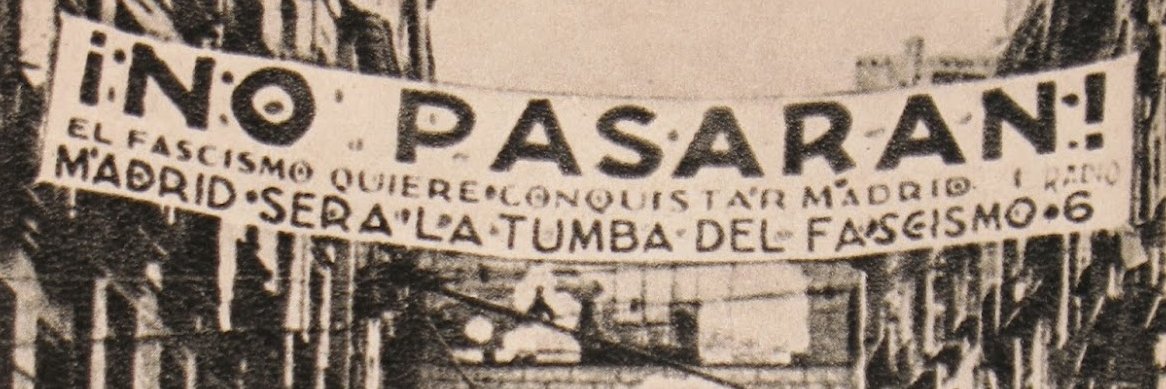 ¡NO PASARAN!
EL FASCISMO QUIERE CONQUISTAR MADRID RADIO
MADRID SERA LA TUMBA DEL FASCISMO 6